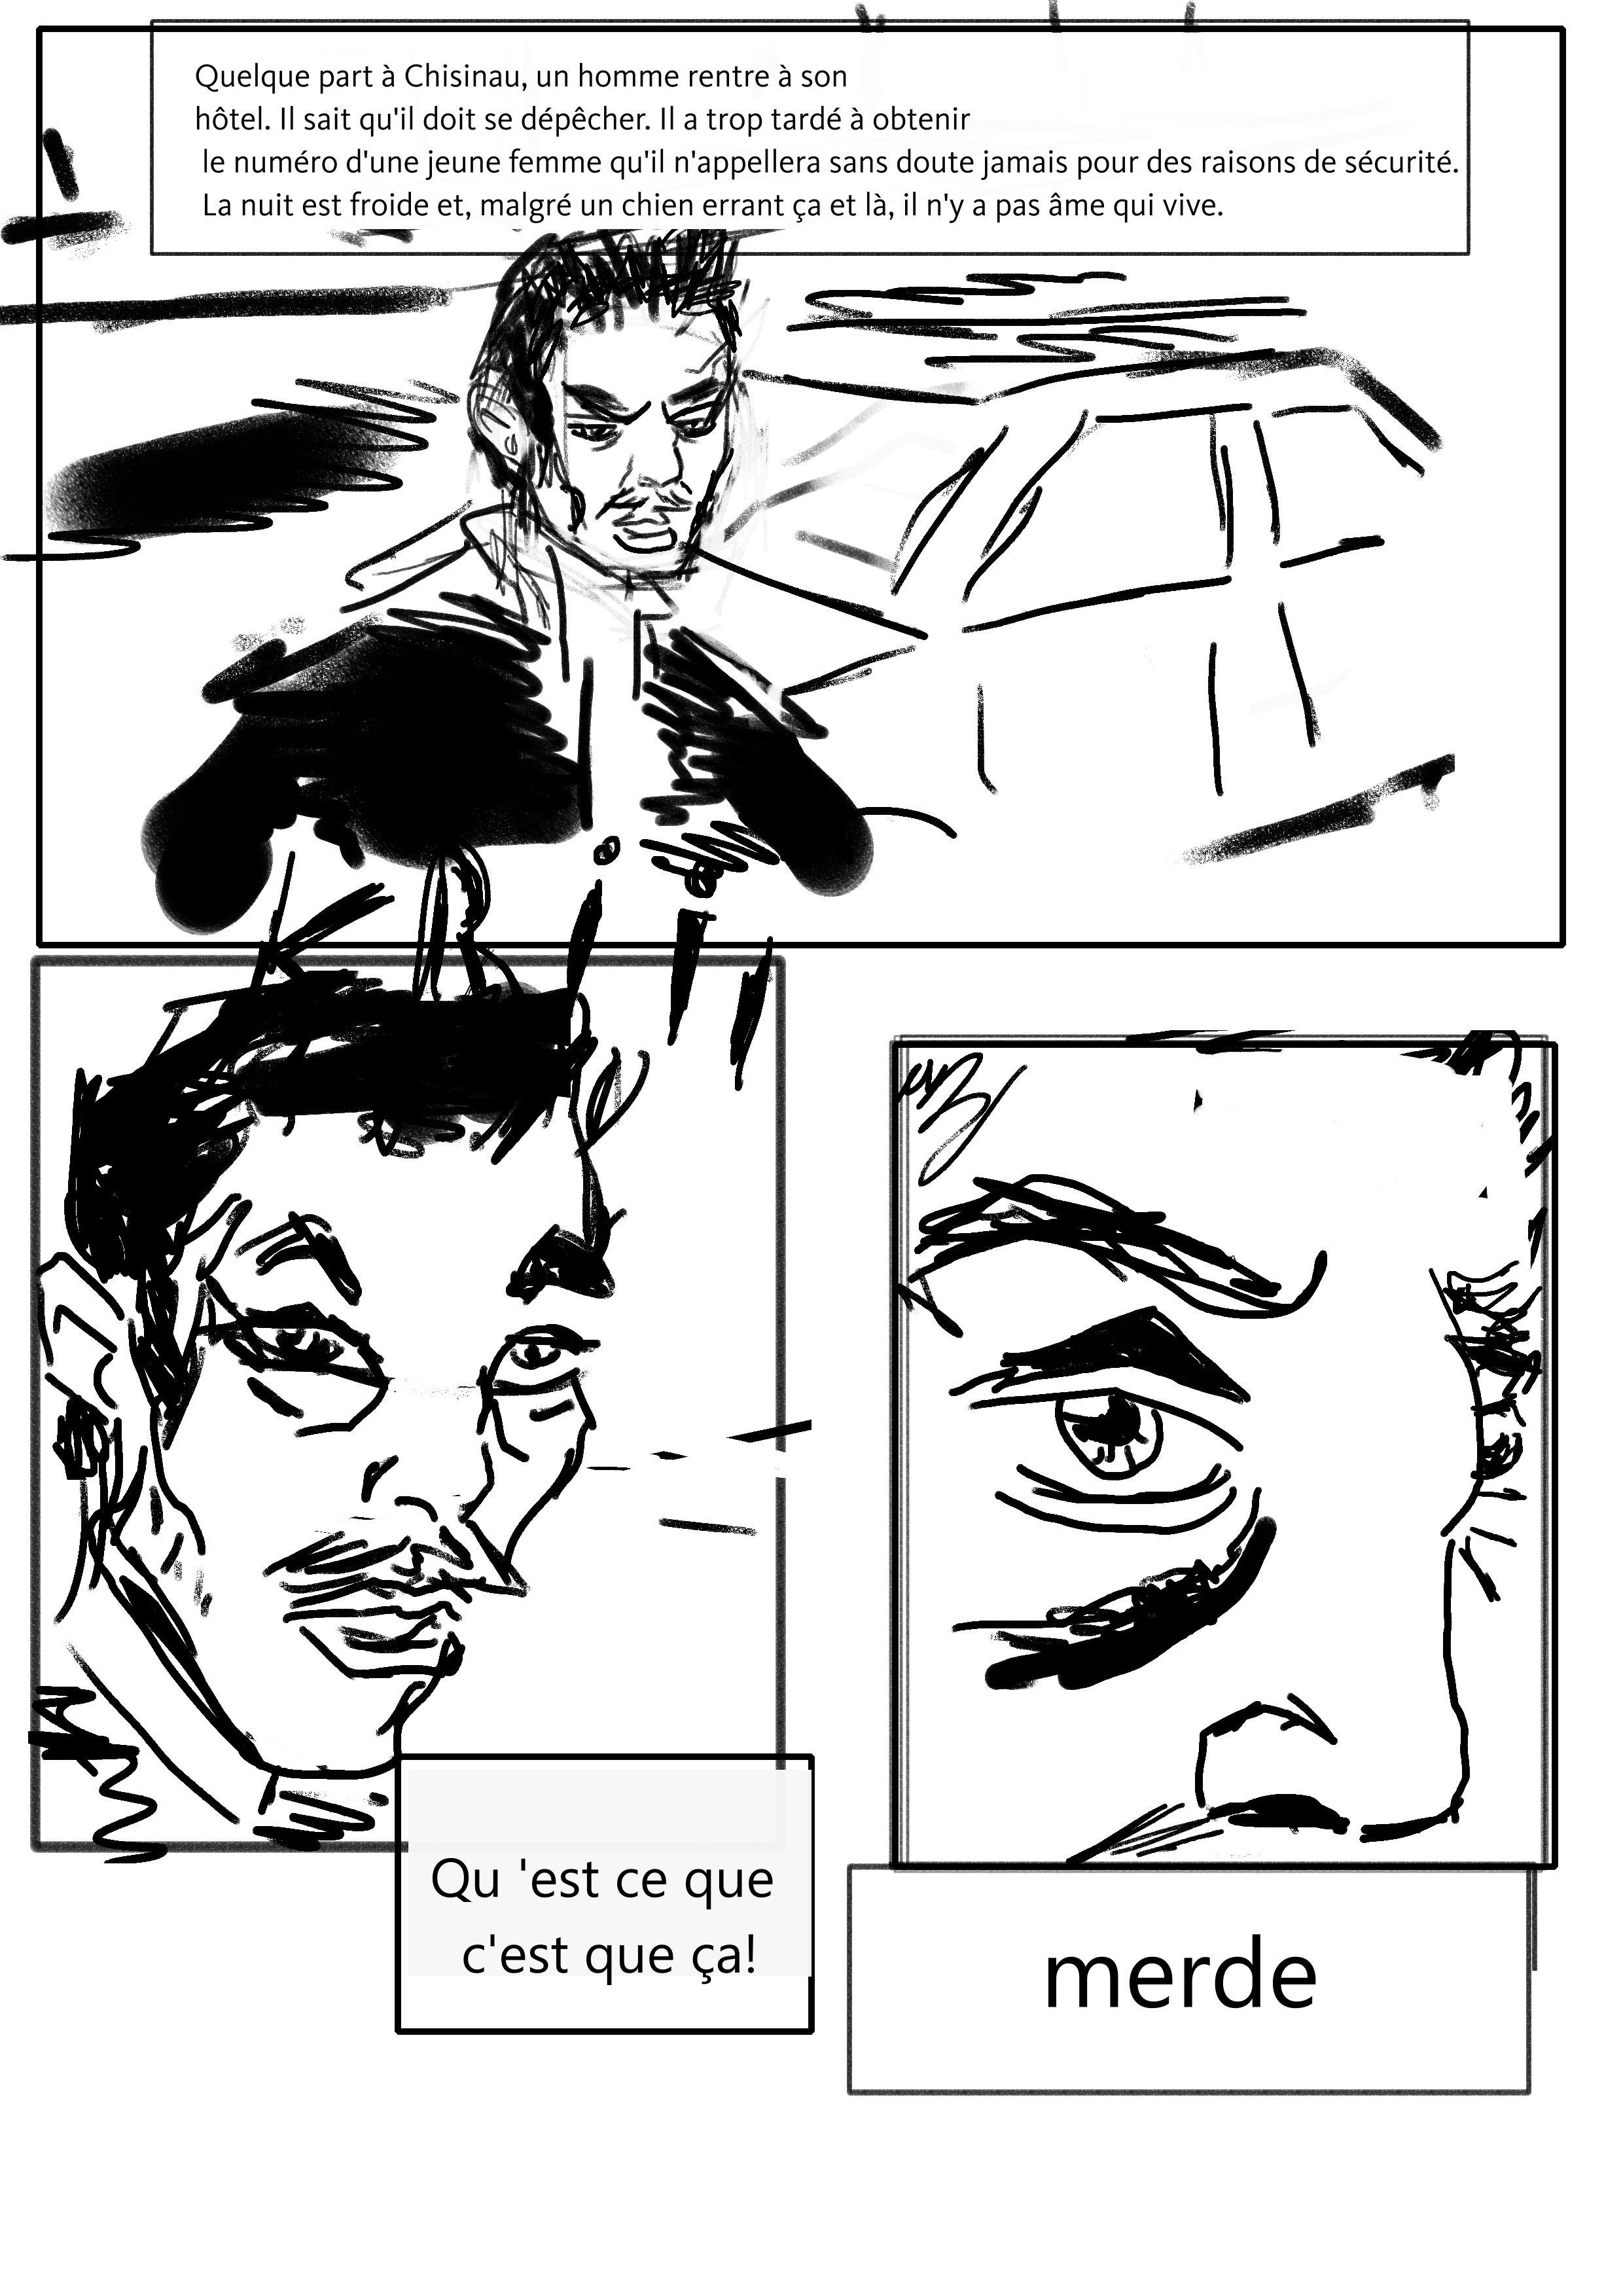 Quelque part à Chisinau, un homme rentre à son
hôtel. Il sait qu'il doit se dépêcher. Il a trop tardé à obtenir
le numéro d'une jeune femme qu'il n'appellera sans doute jamais pour des raisons de sécurité.
La nuit est froide et, malgré un chien errant ça et là, il n'y a pas âme qui vive.
KR!!!
Qu 'est ce que
c'est que ça!
merde